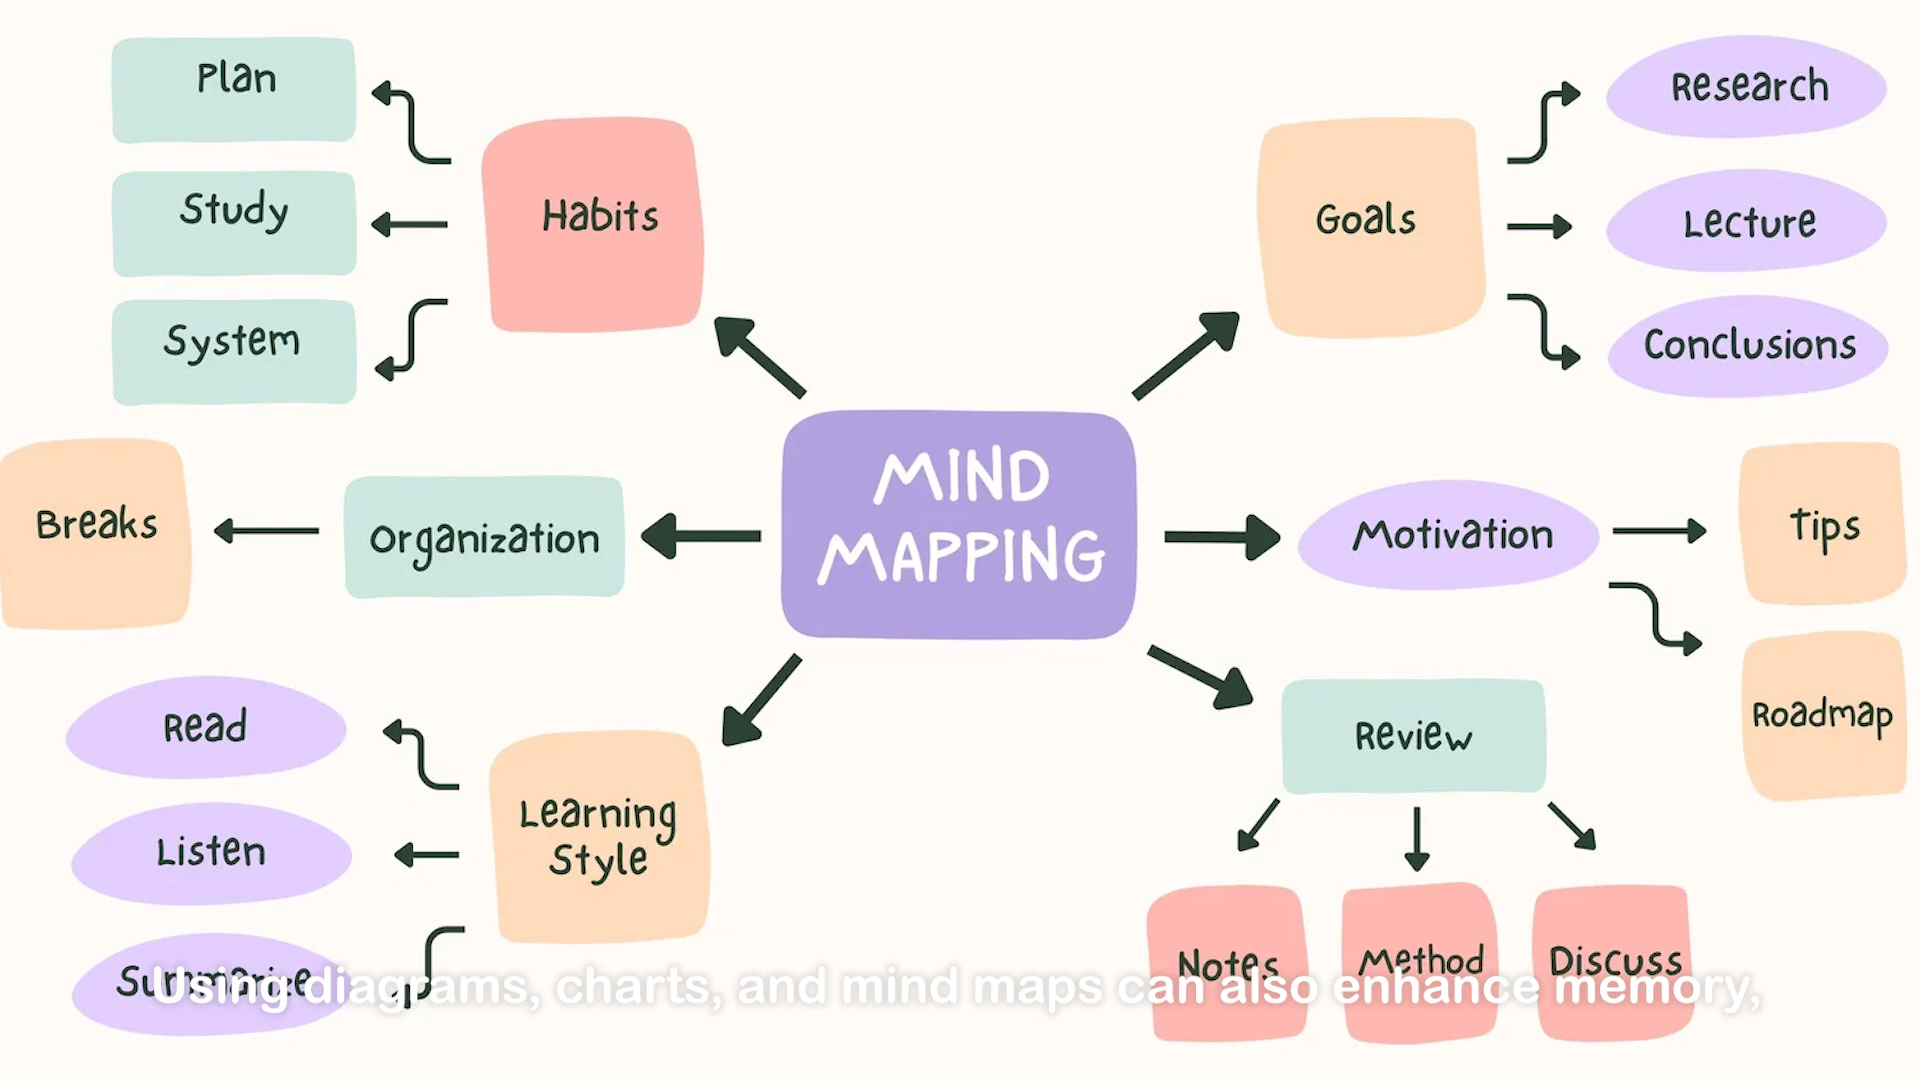 Plan
Study
System
Habits
Goals
Research
Lecture
Conclusions
MIND
MAPPING
Organization
Breaks
Motivation
Tips
Roadmap
Learning
Style
Read
Listen
Summarize
Review
Notes
Method
Discuss
Using diagrams, charts, and mind maps can also enhance memory,